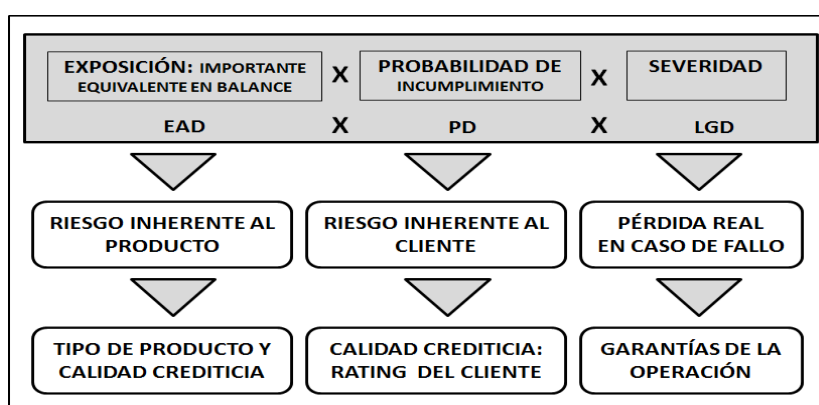 EXPOSICIÓN: IMPORTANTE
EQUIVALENTE EN BALANCE
X
PROBABILIDAD DE
INCUMPLIMIENTO
X
SEVERIDAD
EAD X PD X LGD
RIESGO INHERENTE AL
PRODUCTO
RIESGO INHERENTE AL
CLIENTE
PÉRDIDA REAL
EN CASO DE FALLO
TIPO DE PRODUCTO Y
CALIDAD CREDITICIA
CALIDAD CREDITICIA:
RATING DEL CLIENTE
GARANTÍAS DE LA
OPERACIÓN